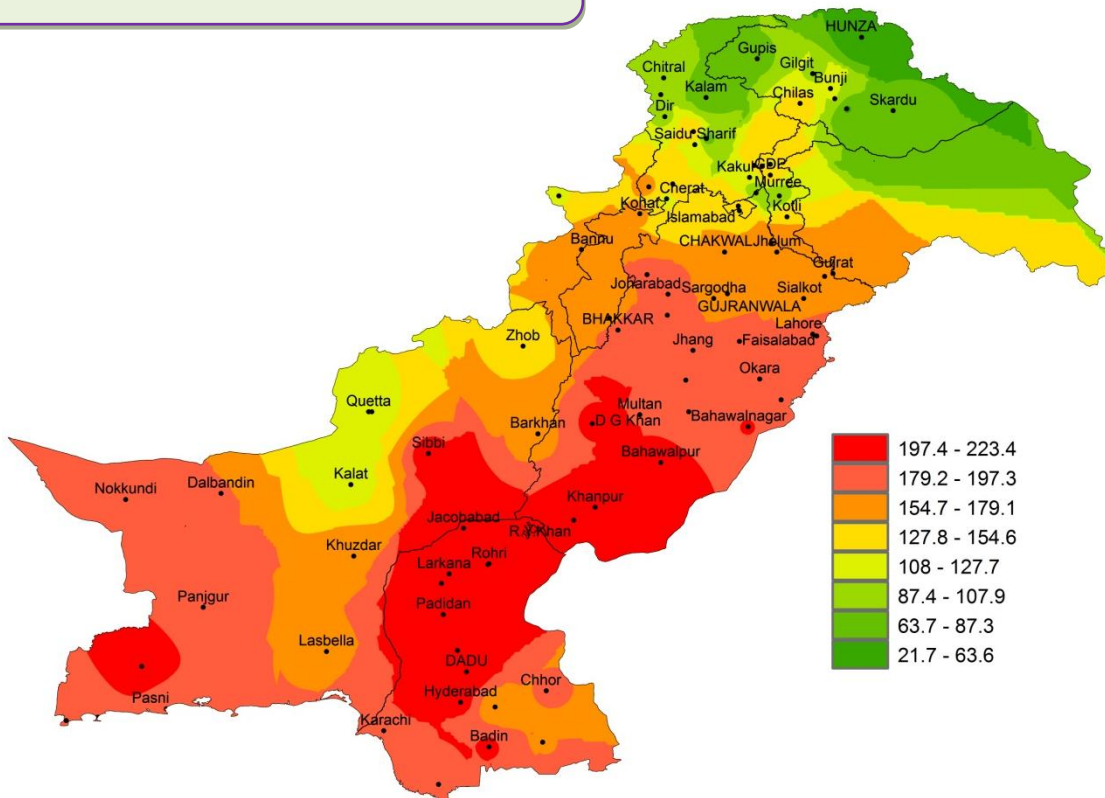 HUNZA
Gupis
Gilgit
Chitral
Bunji
Kalam
Chilas
Skardu
Dir
Saidu Sharif
Kakul
GDP
Cherat
Murree
Kohat
Kotli
Islamabad
Bannu
CHAKWAL
Jhelum
Gujrat
Joharabad
Sargodha
Sialkot
GUJRANWALA
BHAKKAR
Lahore
Zhob
Jhang
Faisalabad
Okara
Quetta
Multan
Barkhan
D G Khan
Bahawalnagar
Sibbi
Bahawalpur
Nokkundi
Dalbandin
Kalat
Khanpur
Jacobabad
R.Y.Khan
Khuzdar
Rohri
Larkana
Panjgur
Padidan
Lasbella
DADU
Pasni
Chhor
Hyderabad
Karachi
Badin
197.4 - 223.4
179.2 - 197.3
154.7 - 179.1
127.8 - 154.6
108 - 127.7
87.4 - 107.9
63.7 - 87.3
21.7 - 63.6